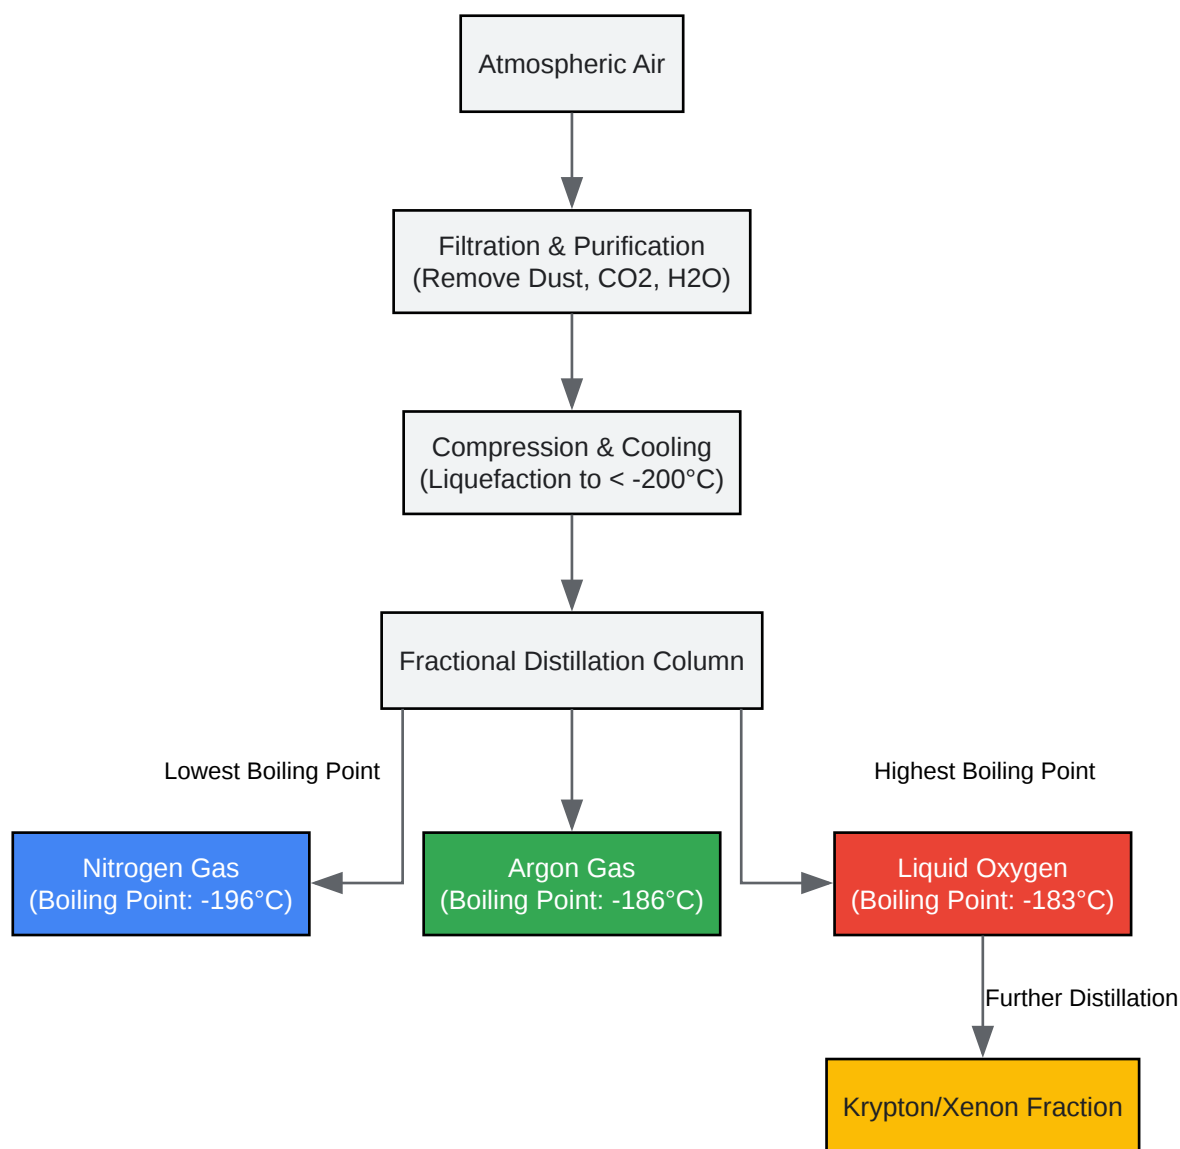 Atmospheric Air
Filtration & Purification
(Remove Dust, CO2, H2O)
Compression & Cooling
(Liquefaction to < -200°C)
Fractional Distillation Column
Lowest Boiling Point
Highest Boiling Point
Nitrogen Gas
(Boiling Point: -196°C)
Argon Gas
(Boiling Point: -186°C)
Liquid Oxygen
(Boiling Point: -183°C)
Further Distillation
Krypton/Xenon Fraction